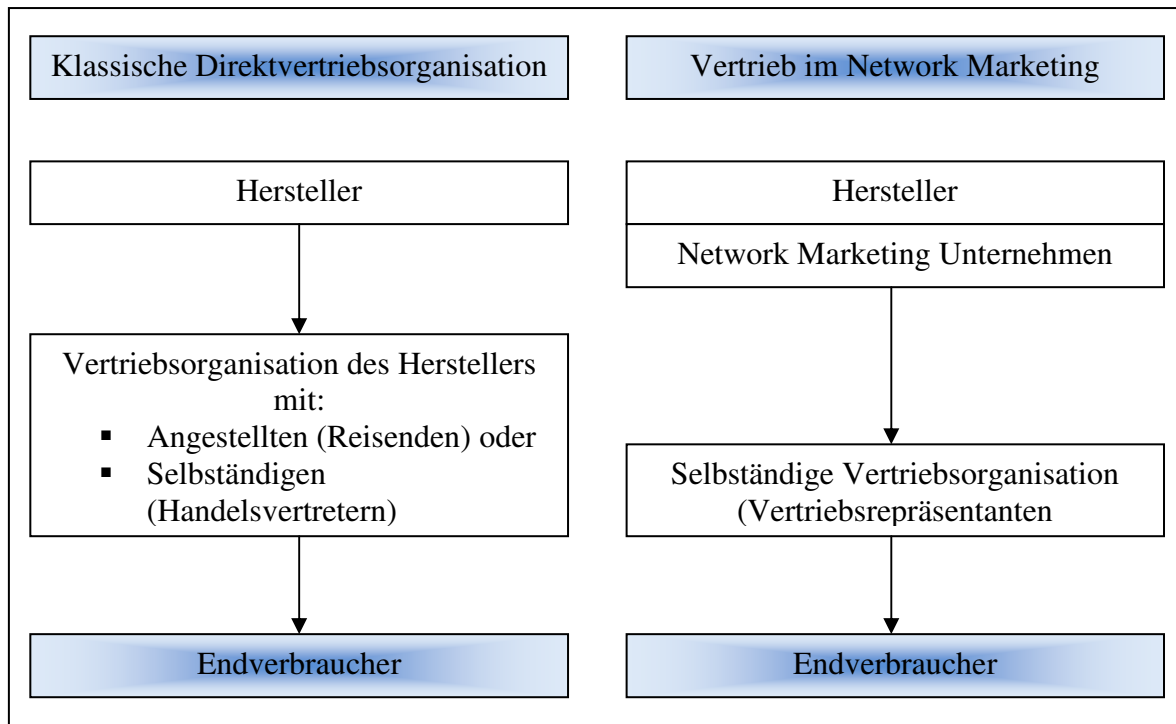 Klassische Direktvertriebsorganisation
Hersteller
Vertriebsorganisation des Herstellers
mit:
▪ Angestellten (Reisenden) oder
▪ Selbständigen
(Handelsvertretern)
Endverbraucher
Vertrieb im Network Marketing
Hersteller
Network Marketing Unternehmen
Selbständige Vertriebsorganisation
(Vertriebsrepräsentanten
Endverbraucher